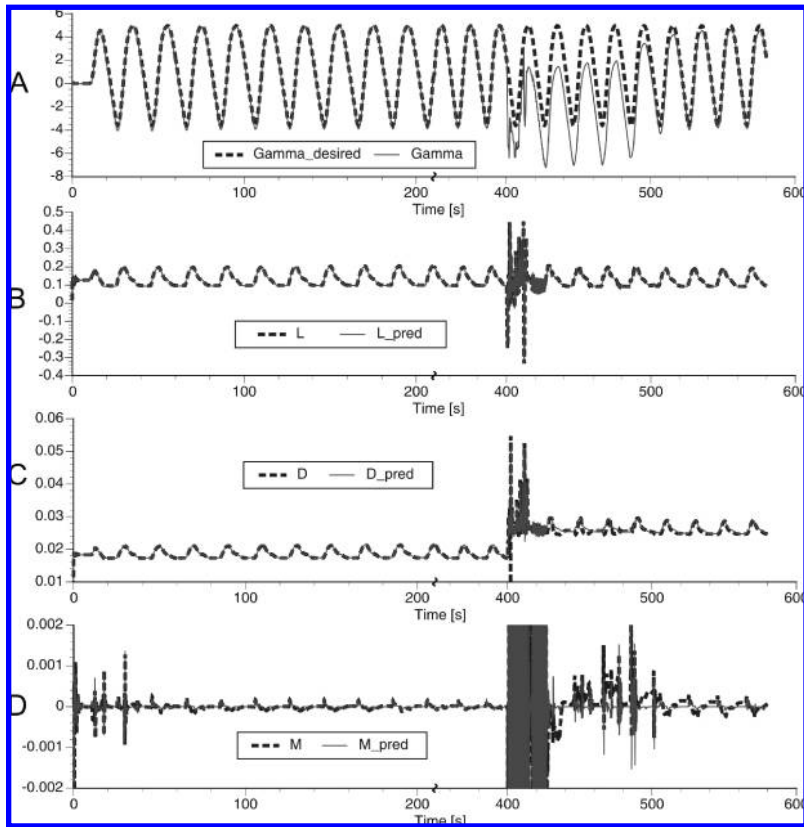 A
6
4
2
0
-2
-4
-6
-8
Gamma_desired Gamma
0 100 200 400 500 600
Time [s] Time [s]
B
0.5
0.4
0.3
0.2
0.1
0
-0.1
-0.2
-0.3
-0.4
L L_pred
0 100 200 400 500 600
Time [s] Time [s]
C
0.06
0.05
0.04
0.03
0.02
0.01
D D_pred
0 100 200 400 500 600
Time [s] Time [s]
D
0.002
0.001
0
-0.001
-0.002
M M_pred
0 100 200 400 500 600
Time [s] Time [s]